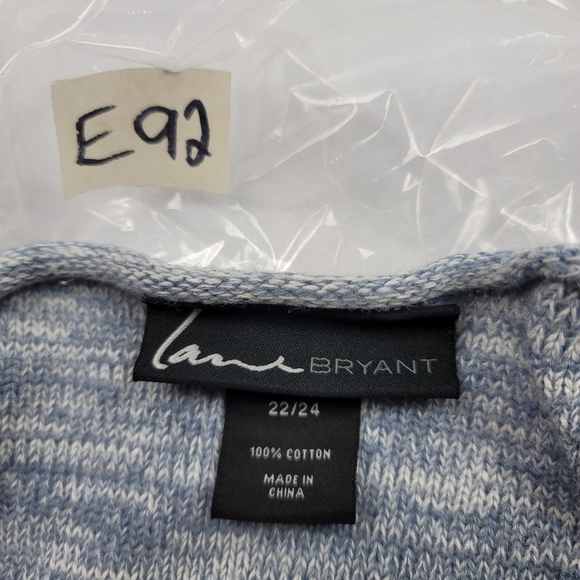 E92
Lane BRYANT
22/24
100% COTTON
MADE IN
CHINA